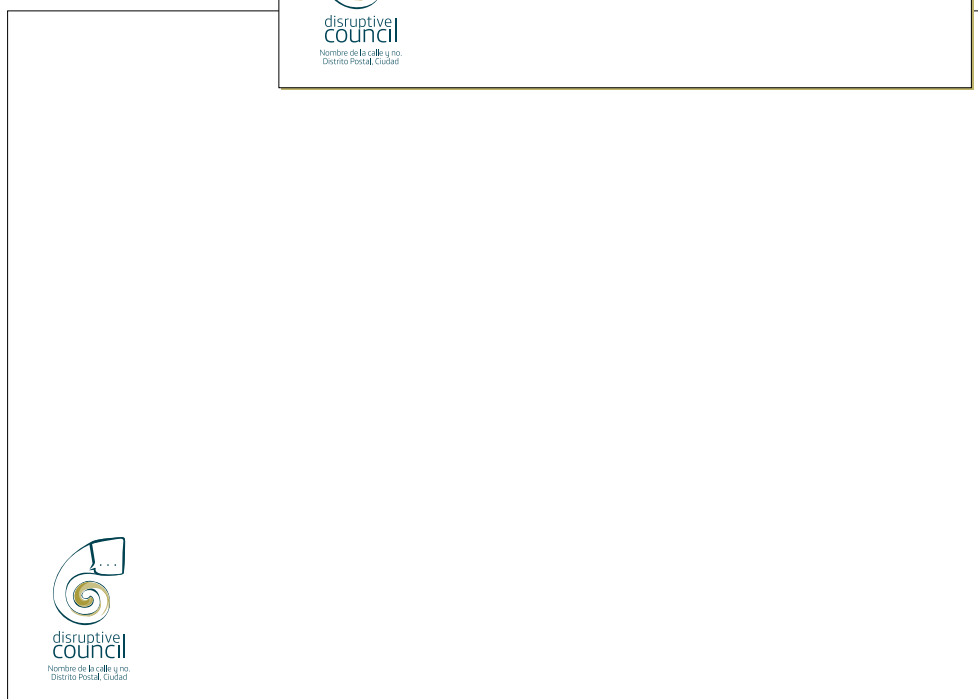 disruptive
council
Nombre de la calle y no.
Distrito Postal, Ciudad
...
disruptive
council
Nombre de la calle y no.
Distrito Postal, Ciudad